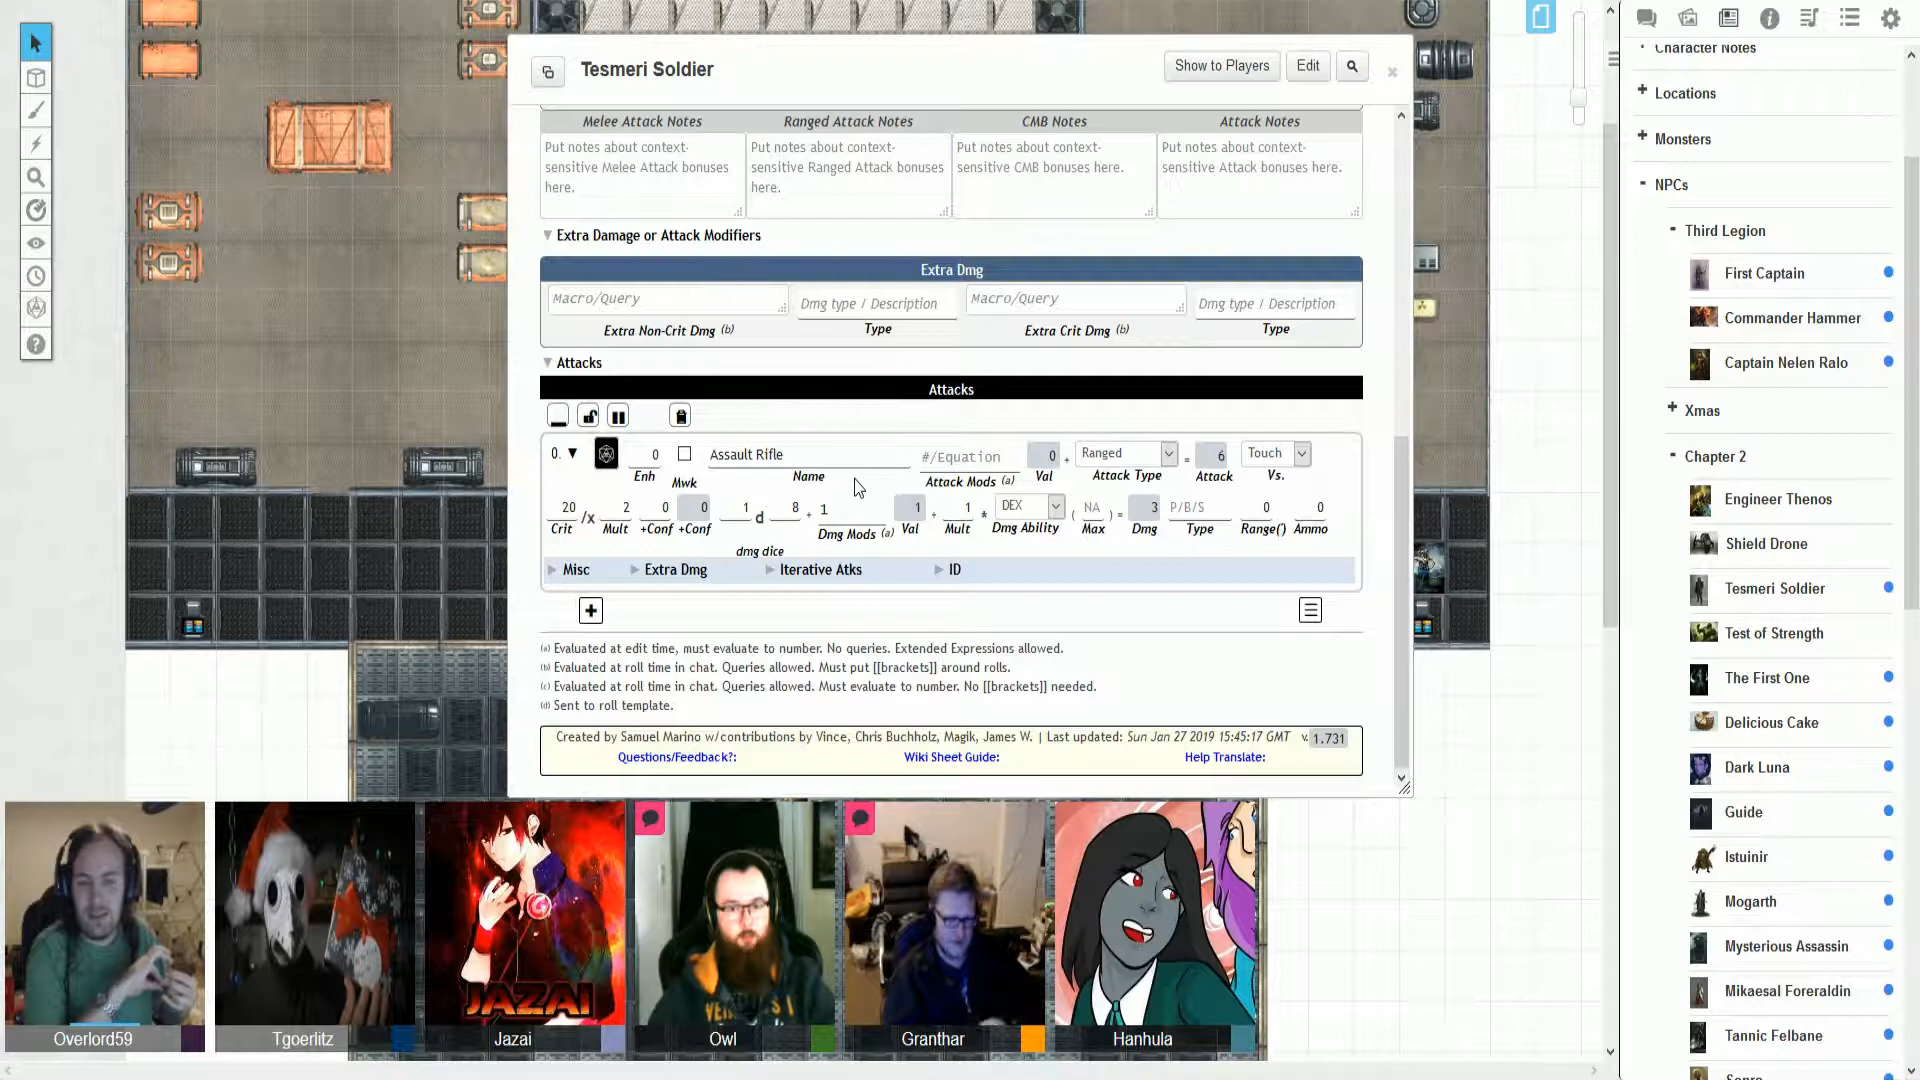 Tesmeri Soldier
Show to Players
Edit
Melee Attack Notes
Ranged Attack Notes
CMB Notes
Attack Notes
Put notes about context-
sensitive Melee Attack bonuses
here.
Put notes about context-
sensitive Ranged Attack bonuses
here.
Put notes about context-
sensitive CMB bonuses here.
Put notes about context-
sensitive Attack bonuses here.
Extra Damage or Attack Modifiers
Extra Dmg
Macro/Query
Dmg type / Description
Macro/Query
Dmg type / Description
Extra Non-Crit Dmg (b)
Type
Extra Crit Dmg (b)
Type
Attacks
Attacks
0.
0
Assault Rifle
#/Equation
0 +
Ranged
= 6
Touch
Enh
Mwk
Name
Attack Mods (a)
Val
Attack Type
Attack
Vs.
20 /x 2 0 0 1 d 8 + 1 1 + 1 * DEX ( NA ) = 3 P/B/S 0 0
Crit Mult +Conf +Conf dmg dice Dmg Mods (a) Val Mult Dmg Ability Max Dmg Type Range() Ammo
Misc
Extra Dmg
Iterative Atks
ID
(a) Evaluated at edit time, must evaluate to number. No queries. Extended Expressions allowed.
(b) Evaluated at roll time in chat. Queries allowed. Must put [[brackets]] around rolls.
(c) Evaluated at roll time in chat. Queries allowed. Must evaluate to number. No [[brackets]] needed.
(d) Sent to roll template.
Created by Samuel Marino w/contributions by Vince, Chris Buchholz, Magik, James W. | Last updated: Sun Jan 27 2019 15:45:17 GMT v. 1.731
Questions/Feedback?:
Wiki Sheet Guide:
Help Translate:
Character Notes
Locations
Monsters
NPCs
Third Legion
First Captain
Commander Hammer
Captain Nelen Ralo
Xmas
Chapter 2
Engineer Thenos
Shield Drone
Tesmeri Soldier
Test of Strength
The First One
Delicious Cake
Dark Luna
Guide
Istuinir
Mogarth
Mysterious Assassin
Mikaesal Foreraldin
Tannic Felbane
JAZAI
Overlord59
Tgoerlitz
Jazai
Owl
Granthar
Hanhula